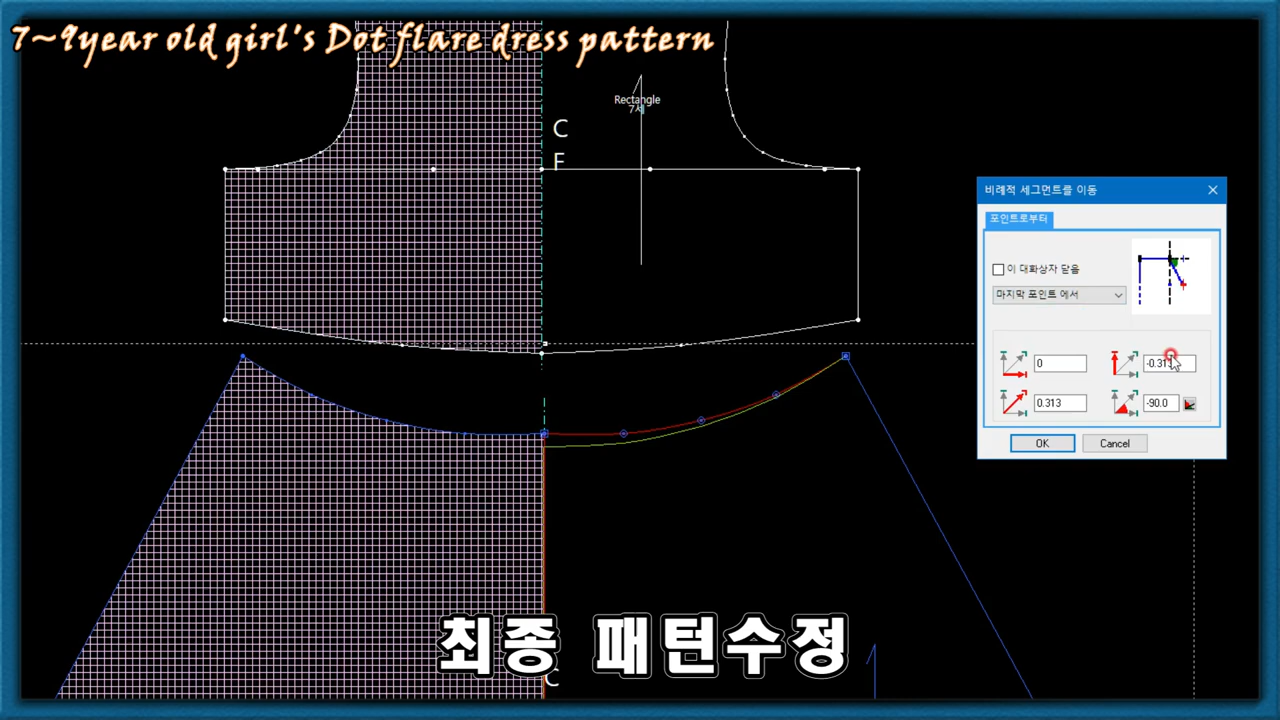 7~9year old girl's Dot flare dress pattern
Rectangle
7세
C
F
비례적 세그먼트를 이동
포인트로부터
이 대화상자 닫음
마지막 포인트 에서
0
-0.313
0.313
-90.0
OK
Cancel
최종 패턴수정
C